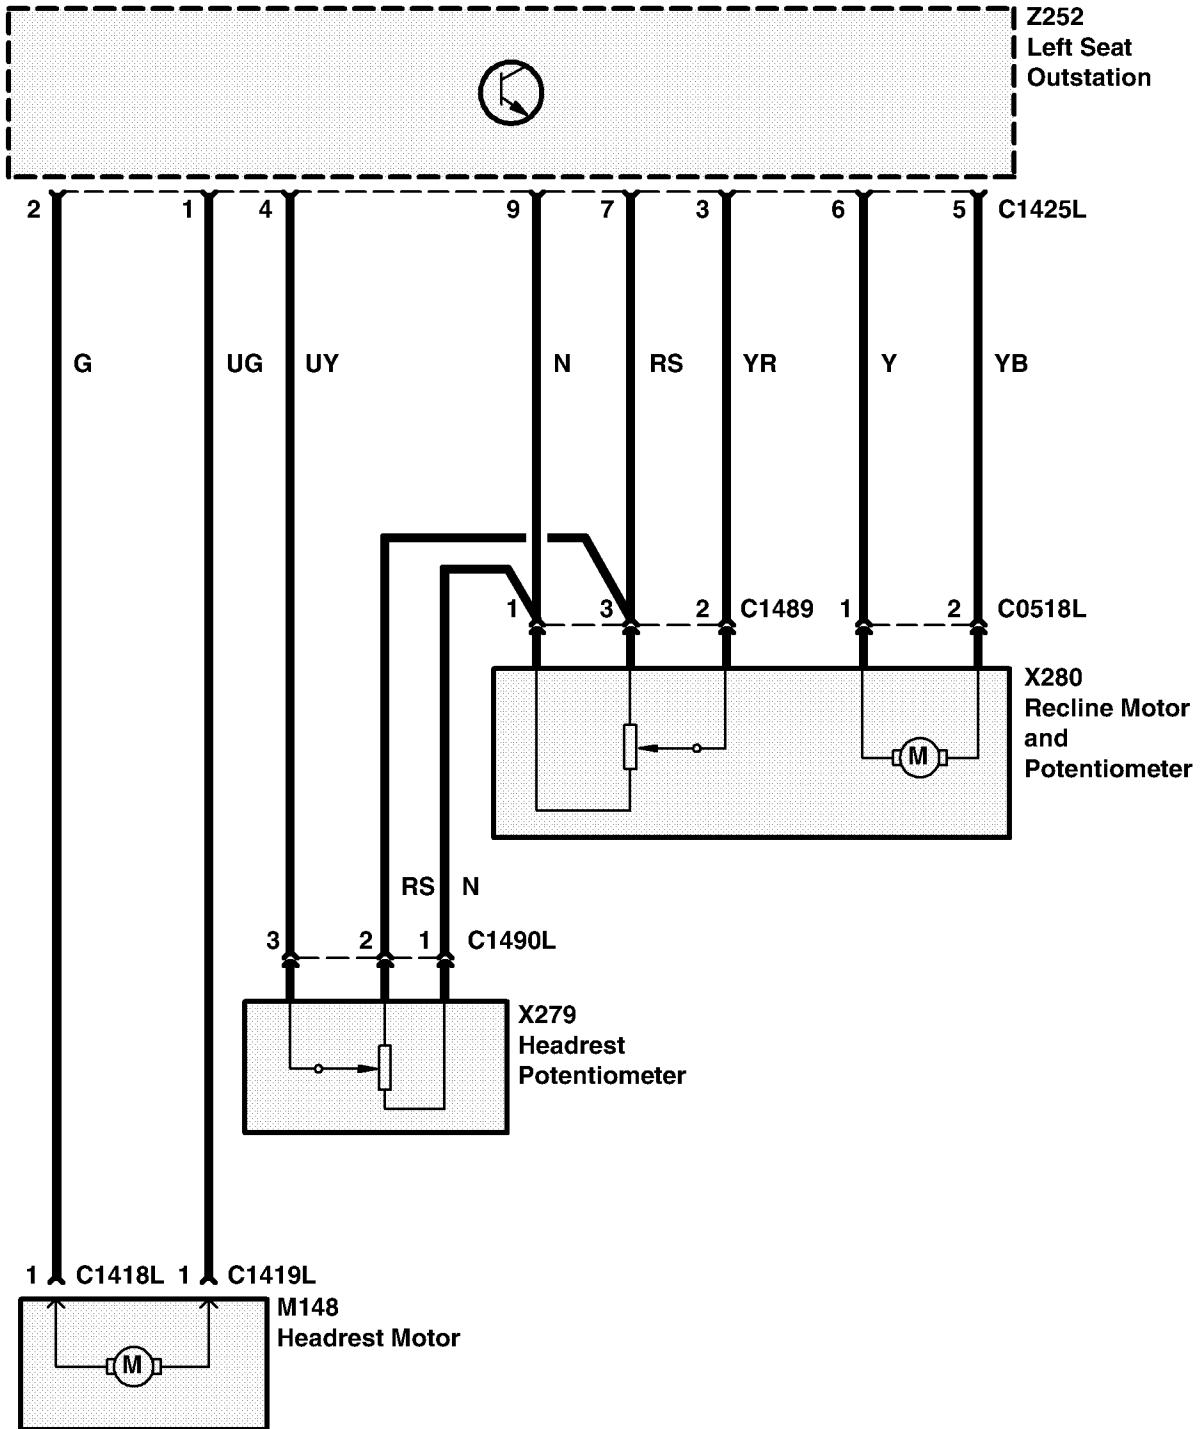 Z252
Left Seat
Outstation
2 1 4 9 7 3 6 5 C1425L
G UG UY N RS YR Y YB
1 3 2 C1489 1 2 C0518L
X280
Recline Motor
and
Potentiometer
M
RS N
3 2 1 C1490L
X279
Headrest
Potentiometer
1 C1418L 1 C1419L
M148
Headrest Motor
M